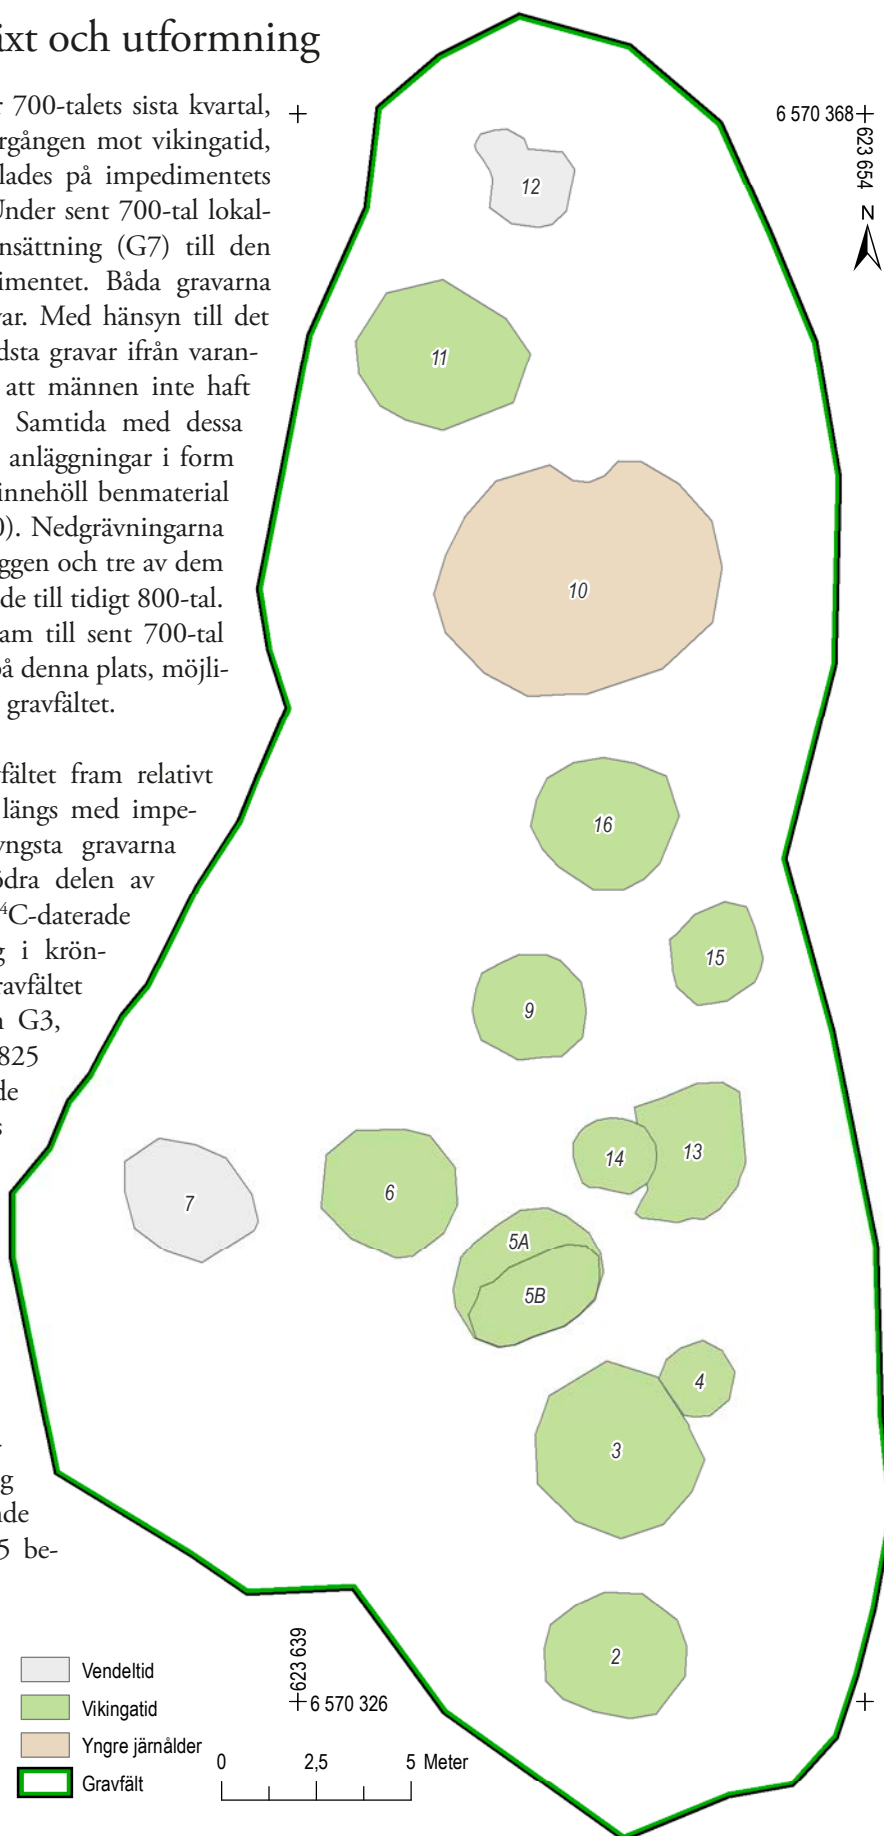 xt och utformning
700-talets sista kvartal,
rgången mot vikingatid,
lades på impedimentets
Under sent 700-tal lokal-
nsättning (G7) till den
imentet. Båda gravarna
var. Med hänsyn till det
dsta gravar ifrån varan-
att männen inte haft
Samtida med dessa
anläggningar i form
innehöll benmaterial
0). Nedgrävningarna
ggen och tre av dem
de till tidigt 800-tal.
am till sent 700-tal
på denna plats, möjli-
gravfältet.
fältet fram relativt
längs med impe-
yngsta gravarna
ödra delen av
⁴C-daterade
g i krön-
ravfältet
n G3,
825
de
s
g
nde
5 be-
6 570 368
623 654
N
12
11
10
16
15
9
14
13
7
6
5A
5B
4
3
2
Vendeltid
Vikingatid
Yngre järnålder
Gravfält
623 639
6 570 326
0 2,5 5 Meter